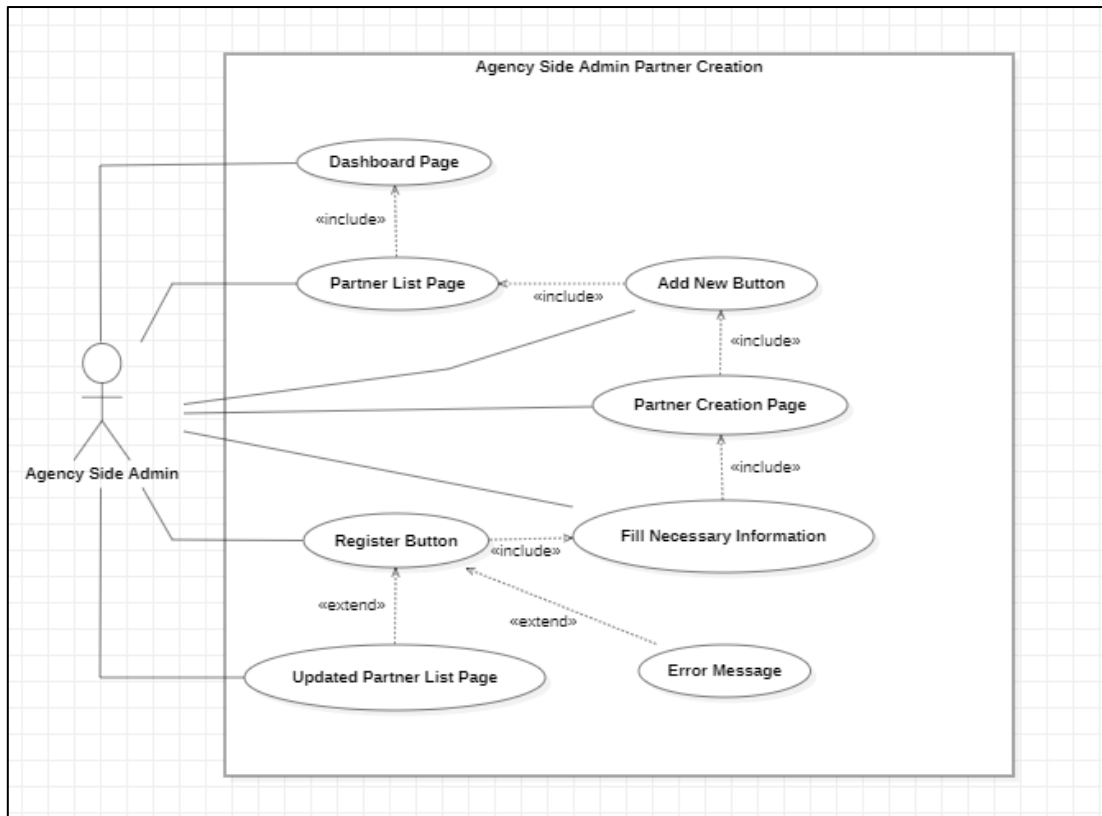 Agency Side Admin Partner Creation
Dashboard Page
«include»
Partner List Page
Add New Button
«include»
«include»
Partner Creation Page
«include»
Agency Side Admin
Register Button
Fill Necessary Information
«include»
«extend»
«extend»
Updated Partner List Page
Error Message